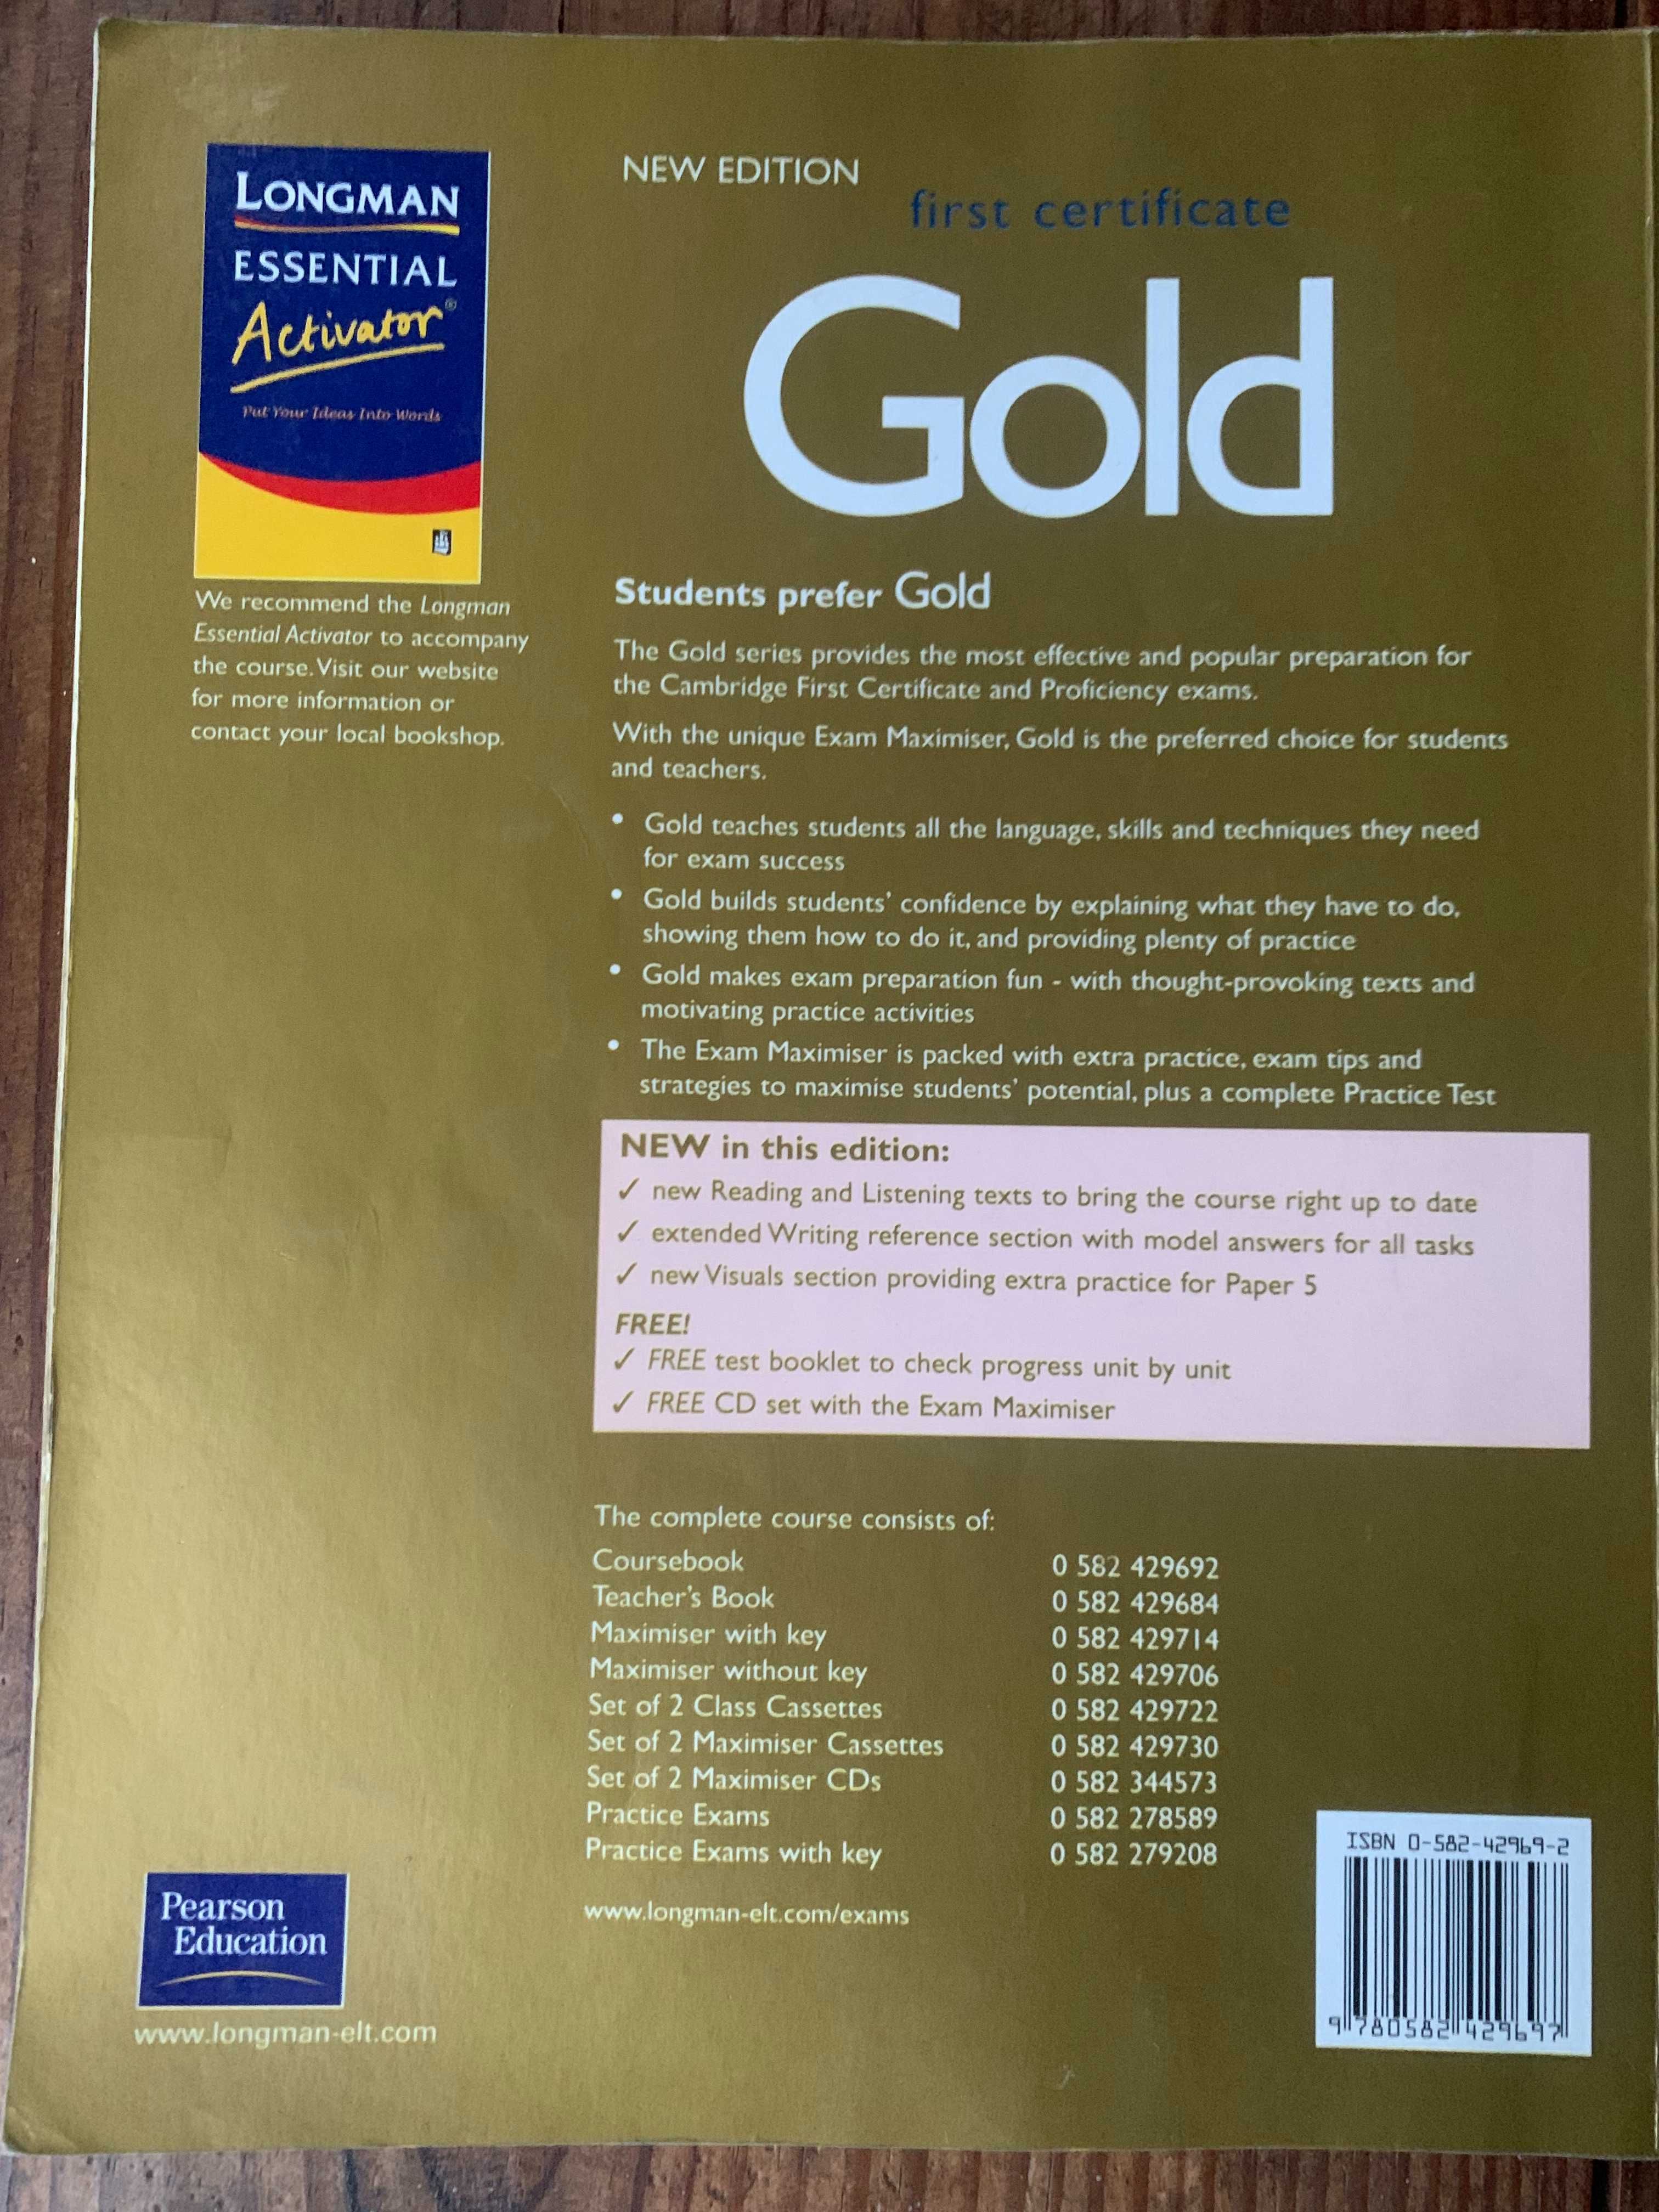 LONGMAN
ESSENTIAL
Activator®
Put Your Ideas Into Words
We recommend the Longman
Essential Activator to accompany
the course. Visit our website
for more information or
contact your local bookshop.
NEW EDITION
first certificate
Gold
Students prefer Gold
The Gold series provides the most effective and popular preparation for
the Cambridge First Certificate and Proficiency exams.
With the unique Exam Maximiser, Gold is the preferred choice for students
and teachers.
• Gold teaches students all the language, skills and techniques they need
for exam success
• Gold builds students' confidence by explaining what they have to do,
showing them how to do it, and providing plenty of practice
• Gold makes exam preparation fun - with thought-provoking texts and
motivating practice activities
• The Exam Maximiser is packed with extra practice, exam tips and
strategies to maximise students' potential, plus a complete Practice Test
NEW in this edition:
✓ new Reading and Listening texts to bring the course right up to date
✓ extended Writing reference section with model answers for all tasks
✓ new Visuals section providing extra practice for Paper 5
FREE!
✓ FREE test booklet to check progress unit by unit
✓ FREE CD set with the Exam Maximiser
The complete course consists of:
Coursebook 0 582 429692
Teacher's Book 0 582 429684
Maximiser with key 0 582 429714
Maximiser without key 0 582 429706
Set of 2 Class Cassettes 0 582 429722
Set of 2 Maximiser Cassettes 0 582 429730
Set of 2 Maximiser CDs 0 582 344573
Practice Exams 0 582 278589
Practice Exams with key 0 582 279208
www.longman-elt.com/exams
Pearson
Education
www.longman-elt.com
ISBN 0-582-42969-2
9 780582 429697